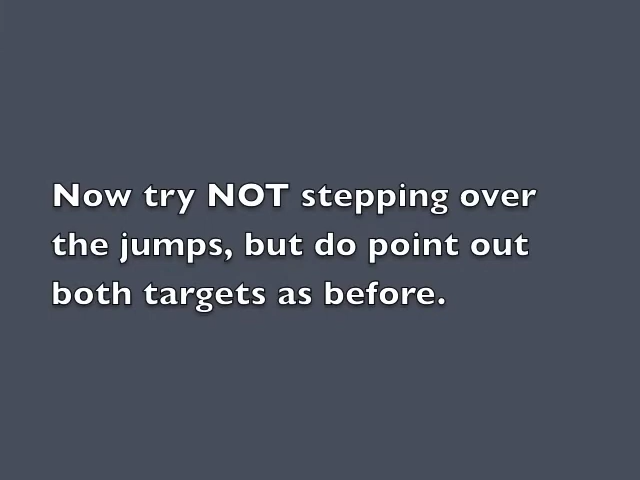 Now try NOT stepping over
the jumps, but do point out
both targets as before.